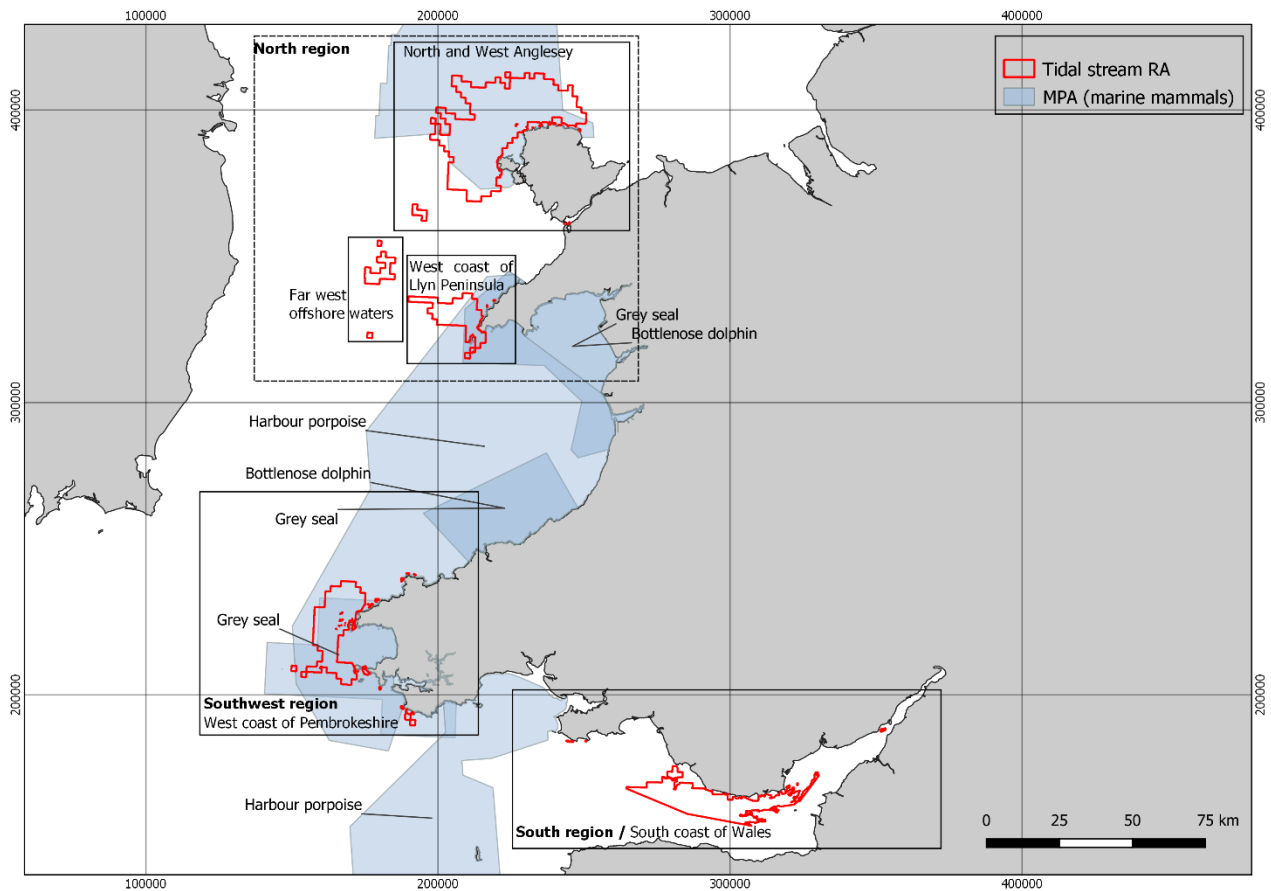 100000
200000
300000
400000
North region
North and West Anglesey
Tidal stream RA
MPA (marine mammals)
400000
400000
West coast of
Llyn Peninsula
Far west
offshore waters
Grey seal
Bottlenose dolphin
300000
300000
Harbour porpoise
Bottlenose dolphin
Grey seal
Grey seal
200000
200000
Southwest region
West coast of Pembrokeshire
Harbour porpoise
South region / South coast of Wales
0 25 50 75 km
100000
200000
300000
400000